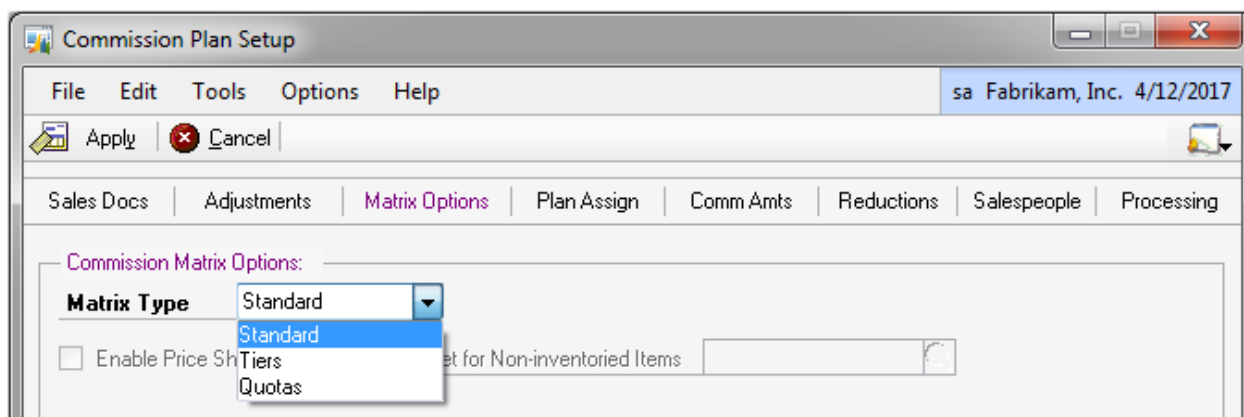 Commission Plan Setup
File Edit Tools Options Help sa Fabrikam, Inc. 4/12/2017
Apply Cancel
Sales Docs Adjustments Matrix Options Plan Assign Comm Amts Reductions Salespeople Processing
Commission Matrix Options:
Matrix Type Standard
Standard
Enable Price for Non-inventoried Items
Tiers
Quotas